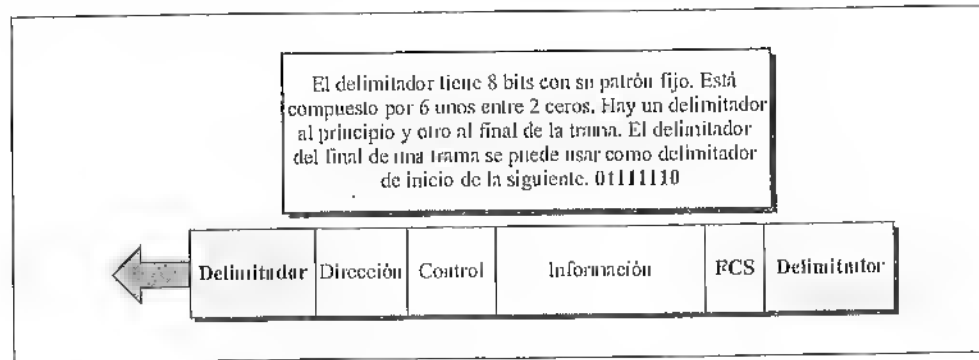 El delimitador tiene 8 bits con su patrón fijo. Está
compuesto por 6 unos entre 2 ceros. Hay un delimitador
al principio y otro al final de la trama. El delimitador
del final de una trama se puede usar como delimitador
de inicio de la siguiente. 01111110
Delimitador Dirección Control Información FCS Delimitador